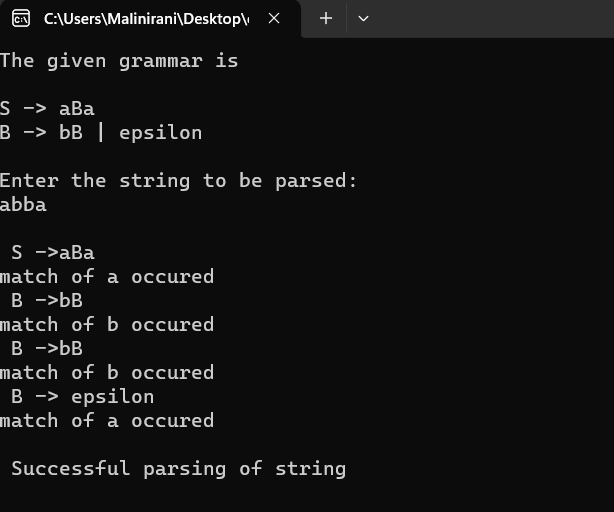 C:\Users\Malinirani\Desktop\
The given grammar is
S -> aBa
B -> bB | epsilon
Enter the string to be parsed:
abba
S ->aBa
match of a occured
B ->bB
match of b occured
B ->bB
match of b occured
B -> epsilon
match of a occured
Successful parsing of string